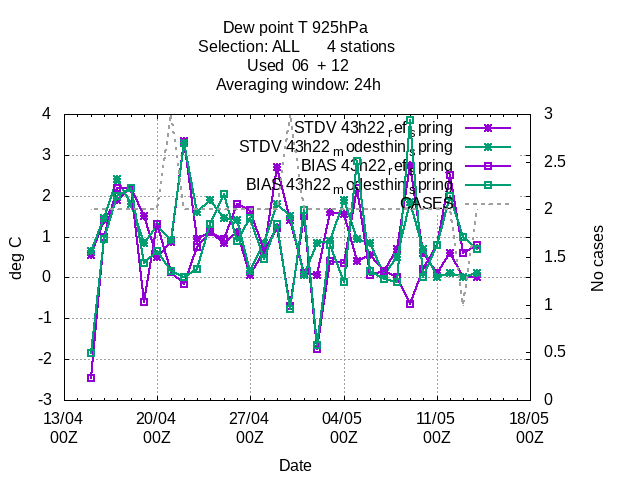 Dew point T 925hPa
Selection: ALL 4 stations
Used 06 + 12
Averaging window: 24h
STDV 43h22_ref_spring
STDV 43h22_modesthin_spring
BIAS 43h22_ref_spring
BIAS 43h22_modesthin_spring
CASES
4
3
2
1
0
-1
-2
-3
deg C
3
2.5
2
1.5
1
0.5
0
No cases
13/04 20/04 27/04 04/05 11/05 18/05
00Z 00Z 00Z 00Z 00Z 00Z
Date